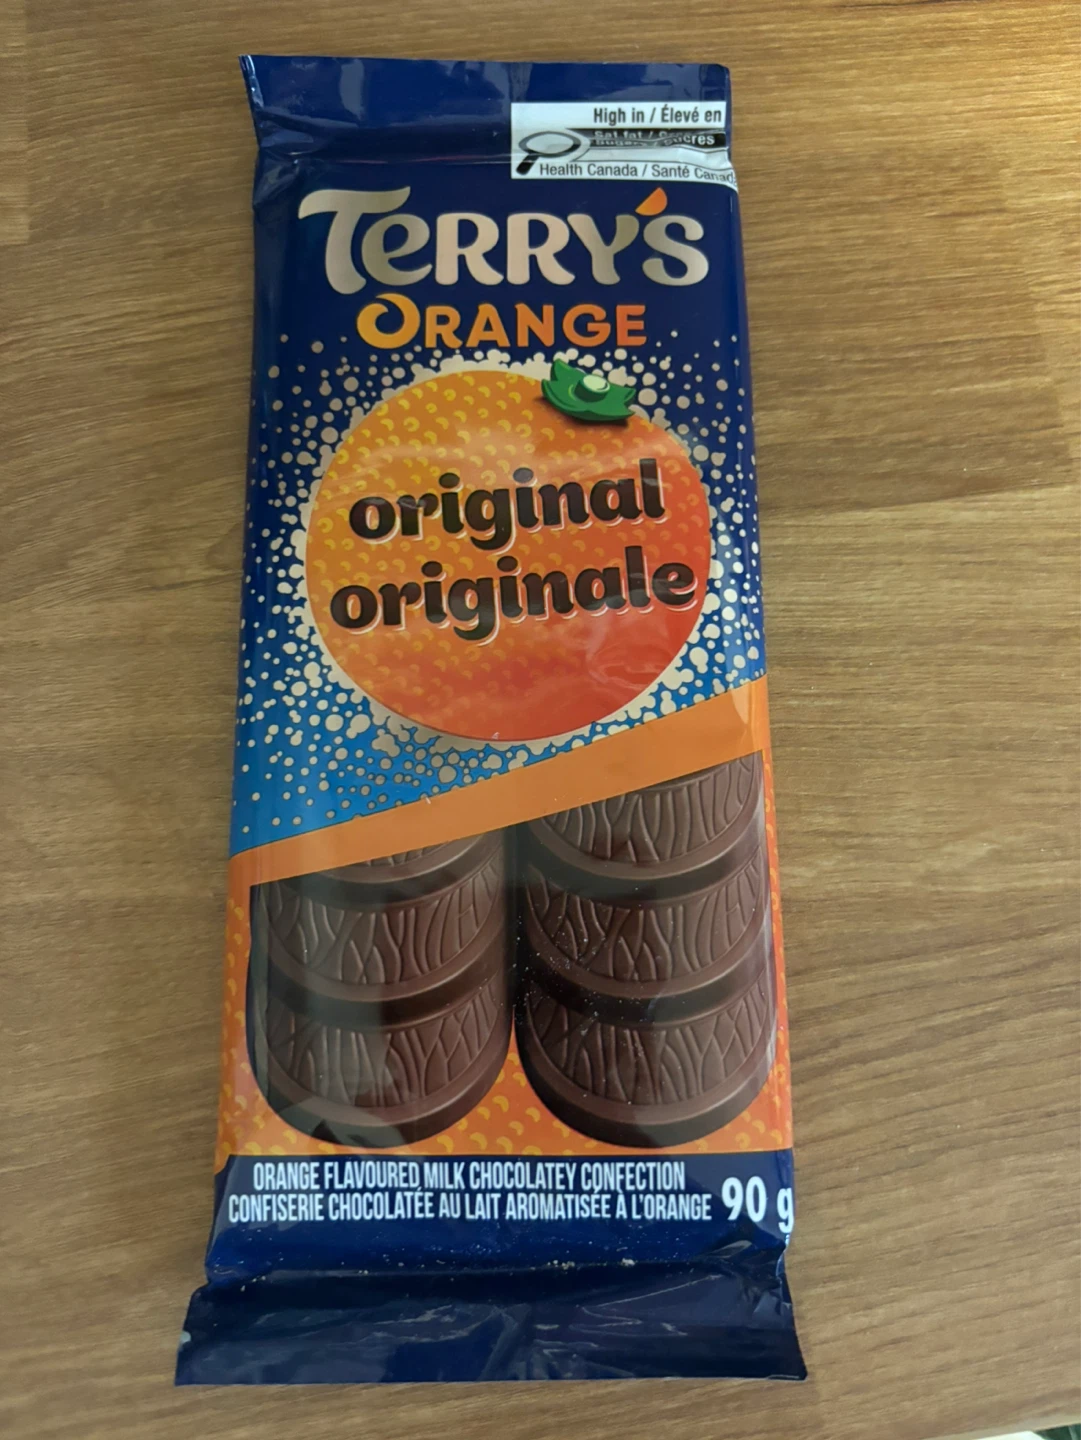 High in / Élevé en
Sat fat /
Sugars / Sucres
Health Canada / Santé Canad
TERRY'S
ORANGE
original
originale
ORANGE FLAVOURED MILK CHOCOLATEY CONFECTION
CONFISERIE CHOCOLATÉE AU LAIT AROMATISÉE À L'ORANGE 90 g